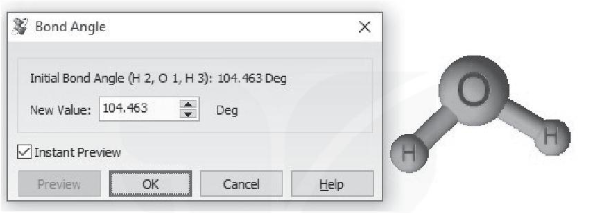 Bond Angle
Initial Bond Angle (H 2, O 1, H 3): 104.463 Deg
New Value: 104.463 Deg
Instant Preview
Preview OK Cancel Help
O
H H